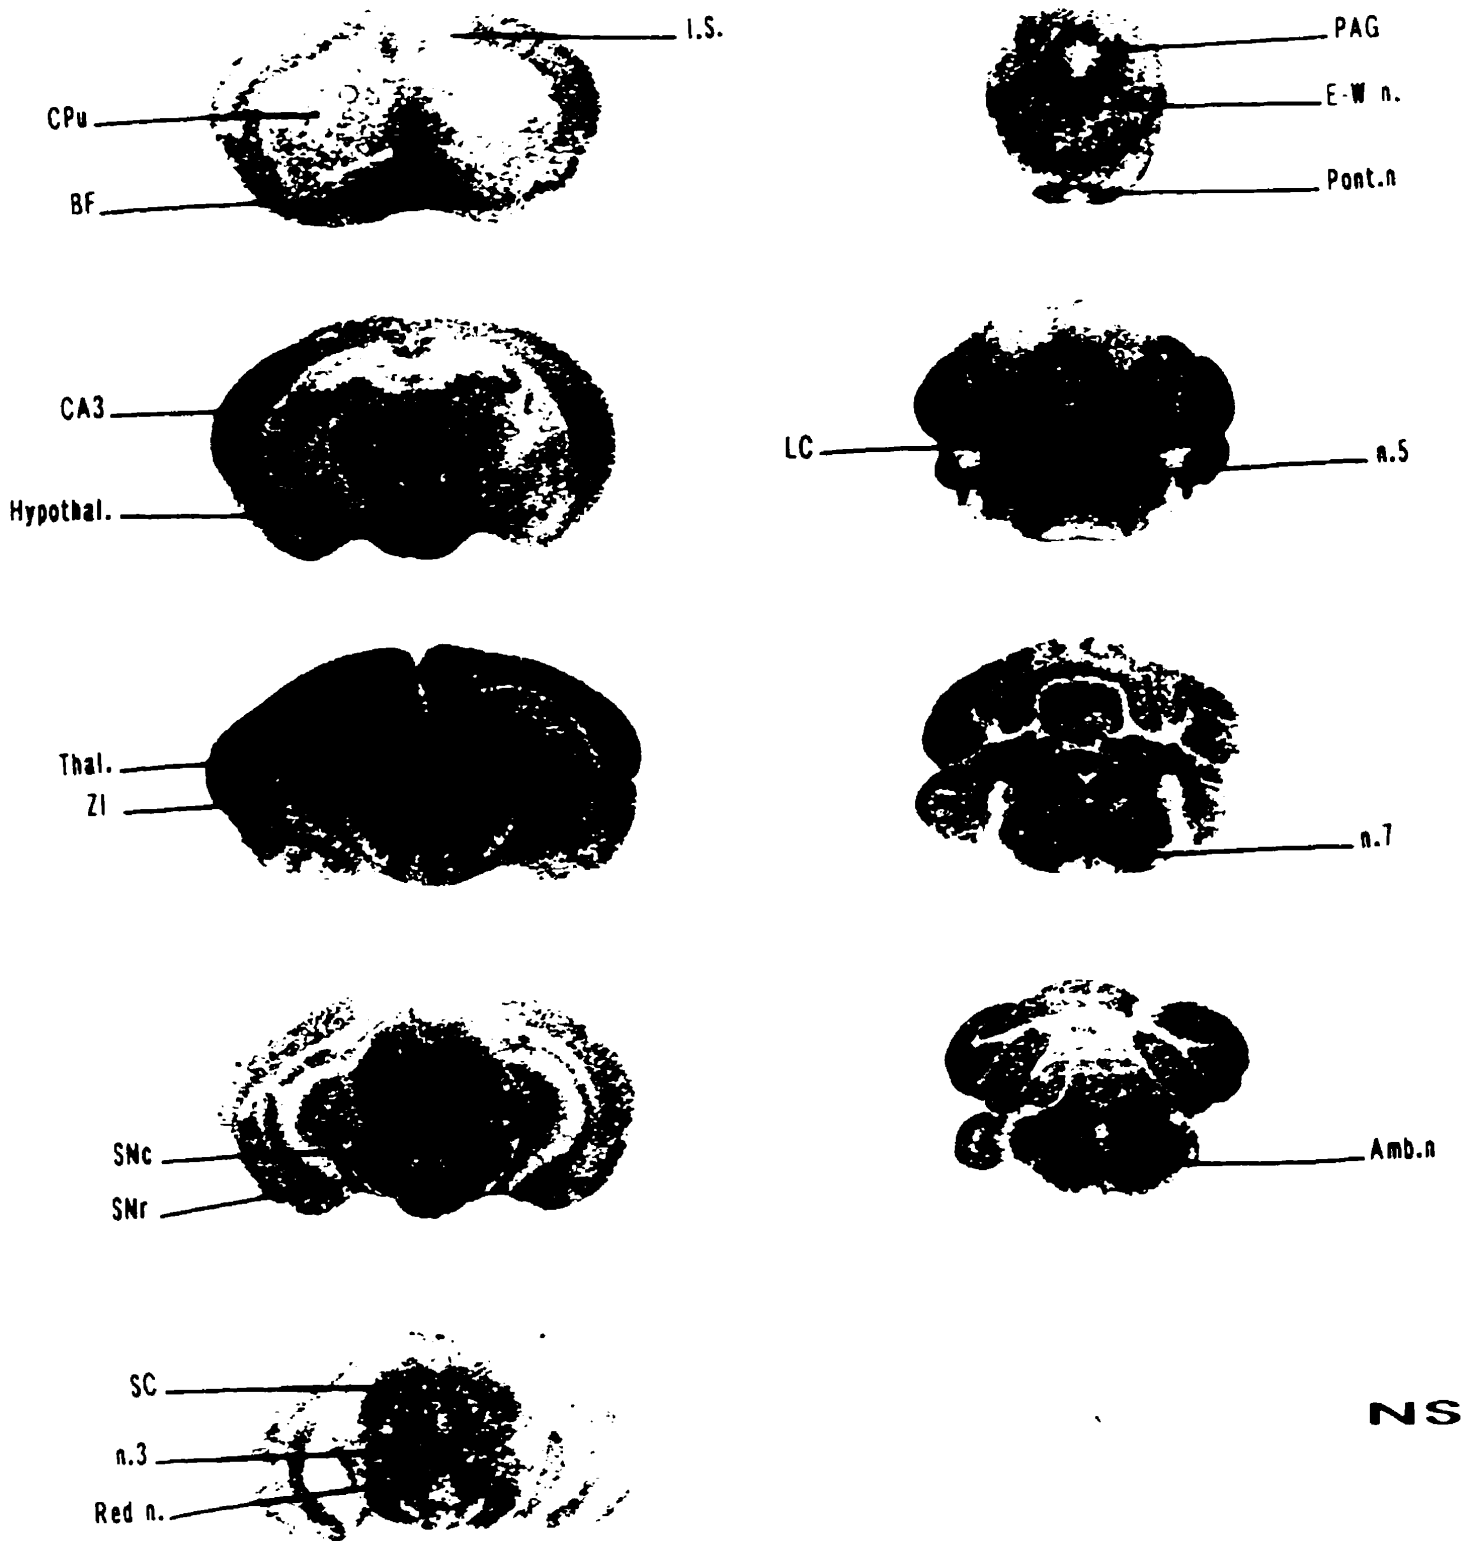 I.S.
CPu
BF
CA3
Hypothal.
Thal.
ZI
SNc
SNr
SC
n.3
Red n.
PAG
E-W n.
Pont.n
LC
n.5
n.7
Amb.n
NS